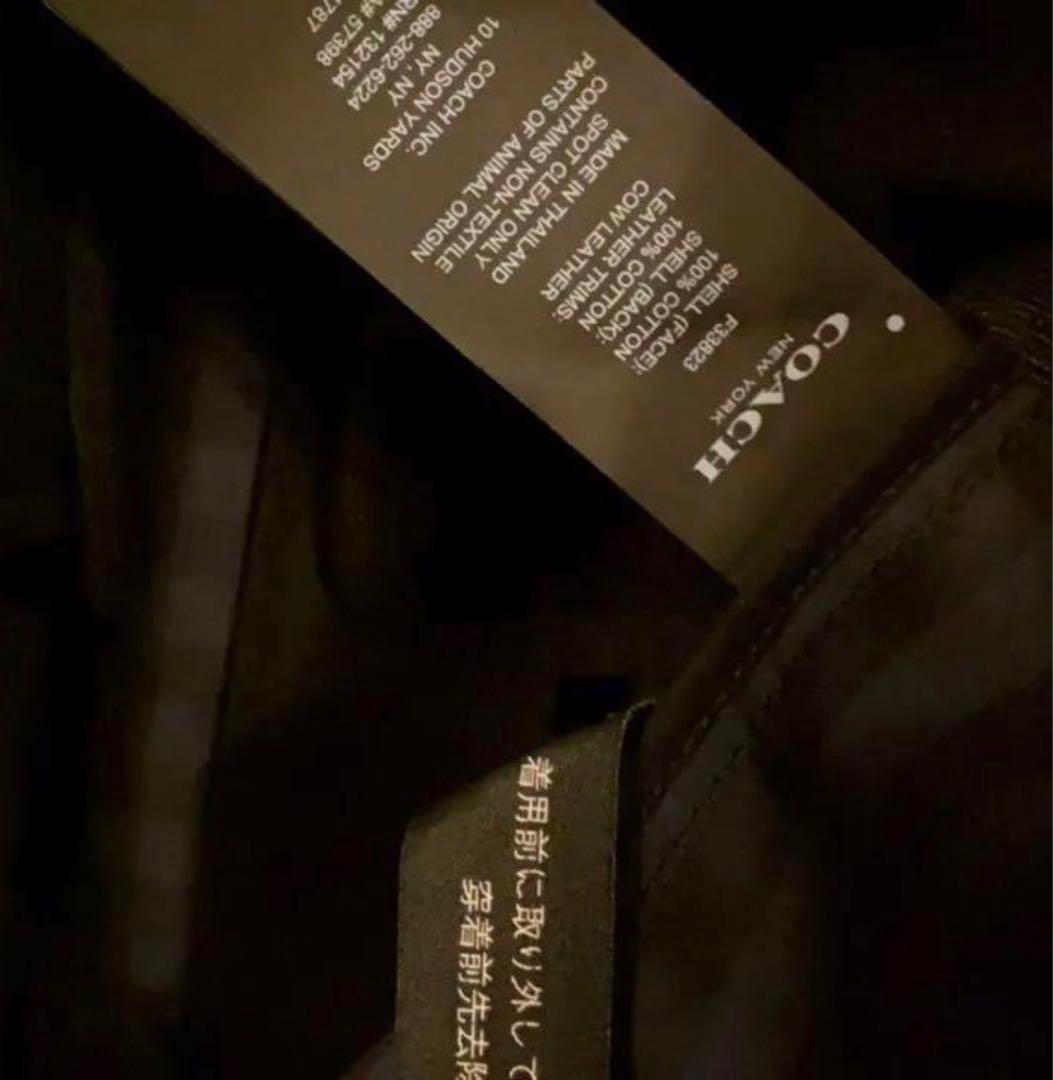 COACH
NEW YORK
F33823
SHELL (FACE):
100% COTTON
SHELL (BACK):
100% COTTON
LEATHER TRIMS:
COW LEATHER
MADE IN THAILAND
SPOT CLEAN ONLY
CONTAINS NON-TEXTILE
PARTS OF ANIMAL ORIGIN
COACH INC.
10 HUDSON YARDS
NY, NY
888-262-6224
RN# 132154
A# 57398
787
着用前に取り外して
穿着前先去除